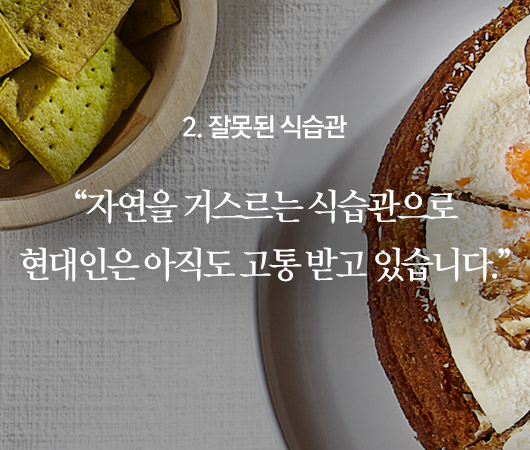 2. 잘못된 식습관
“자연을 거스르는 식습관으로
현대인은 아직도 고통 받고 있습니다.”